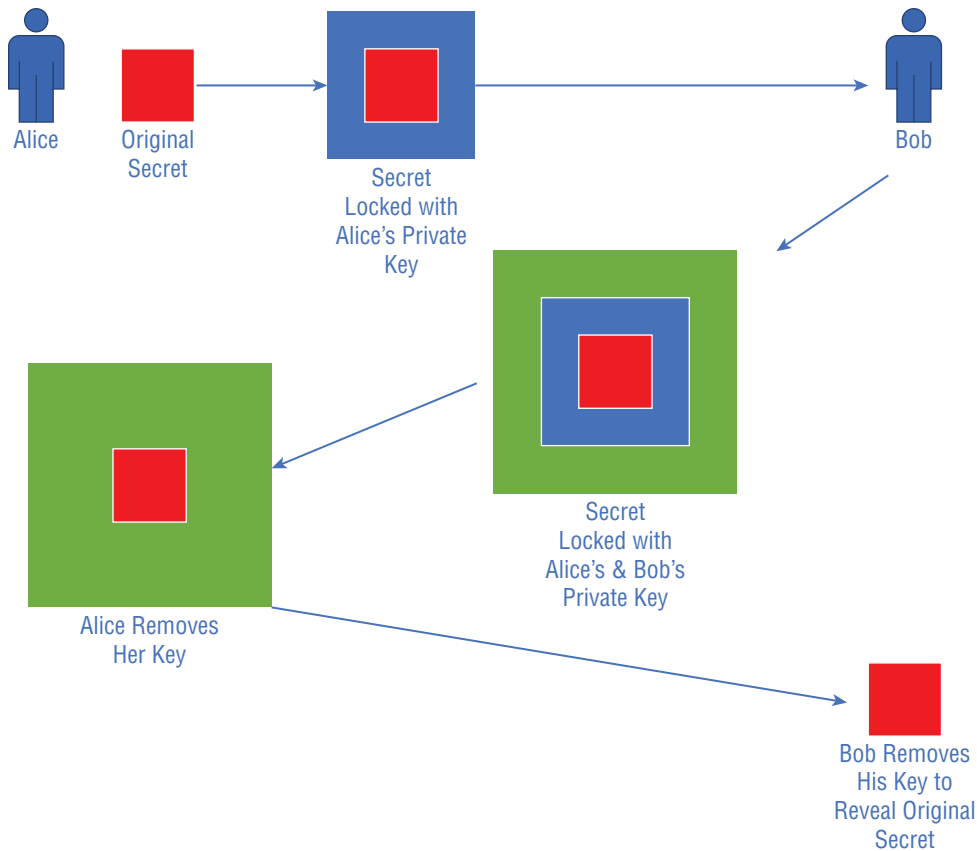 Alice
Original
Secret
Secret
Locked with
Alice’s Private
Key
Bob
Secret
Locked with
Alice’s & Bob’s
Private Key
Alice Removes
Her Key
Bob Removes
His Key to
Reveal Original
Secret